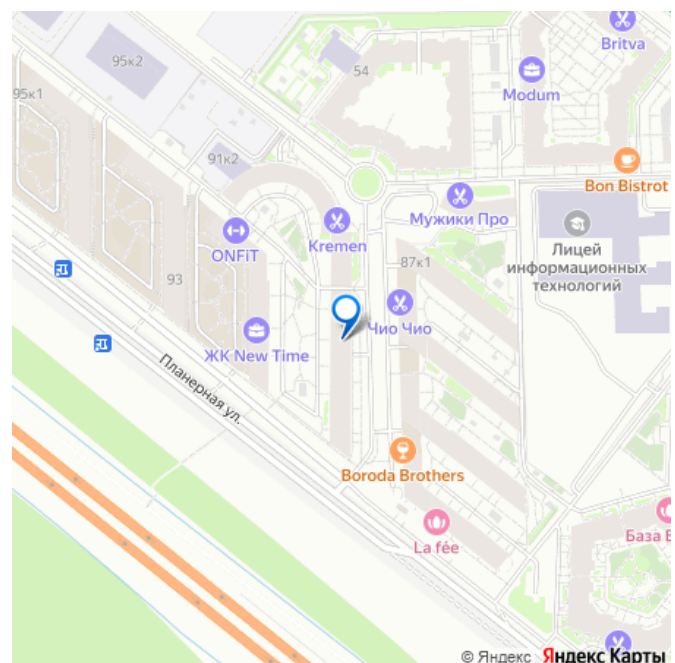 Britva
95к2
54
Modum
95к1
91к2
Bon Bistrot
Мужики Про
Kremen
ONFIT
Лицей
информационных
технологий
87к1
93
Чио Чио
ЖК New Time
Планерная ул.
Boroda Brothers
La fée
База В
© Яндекс Яндекс Карты